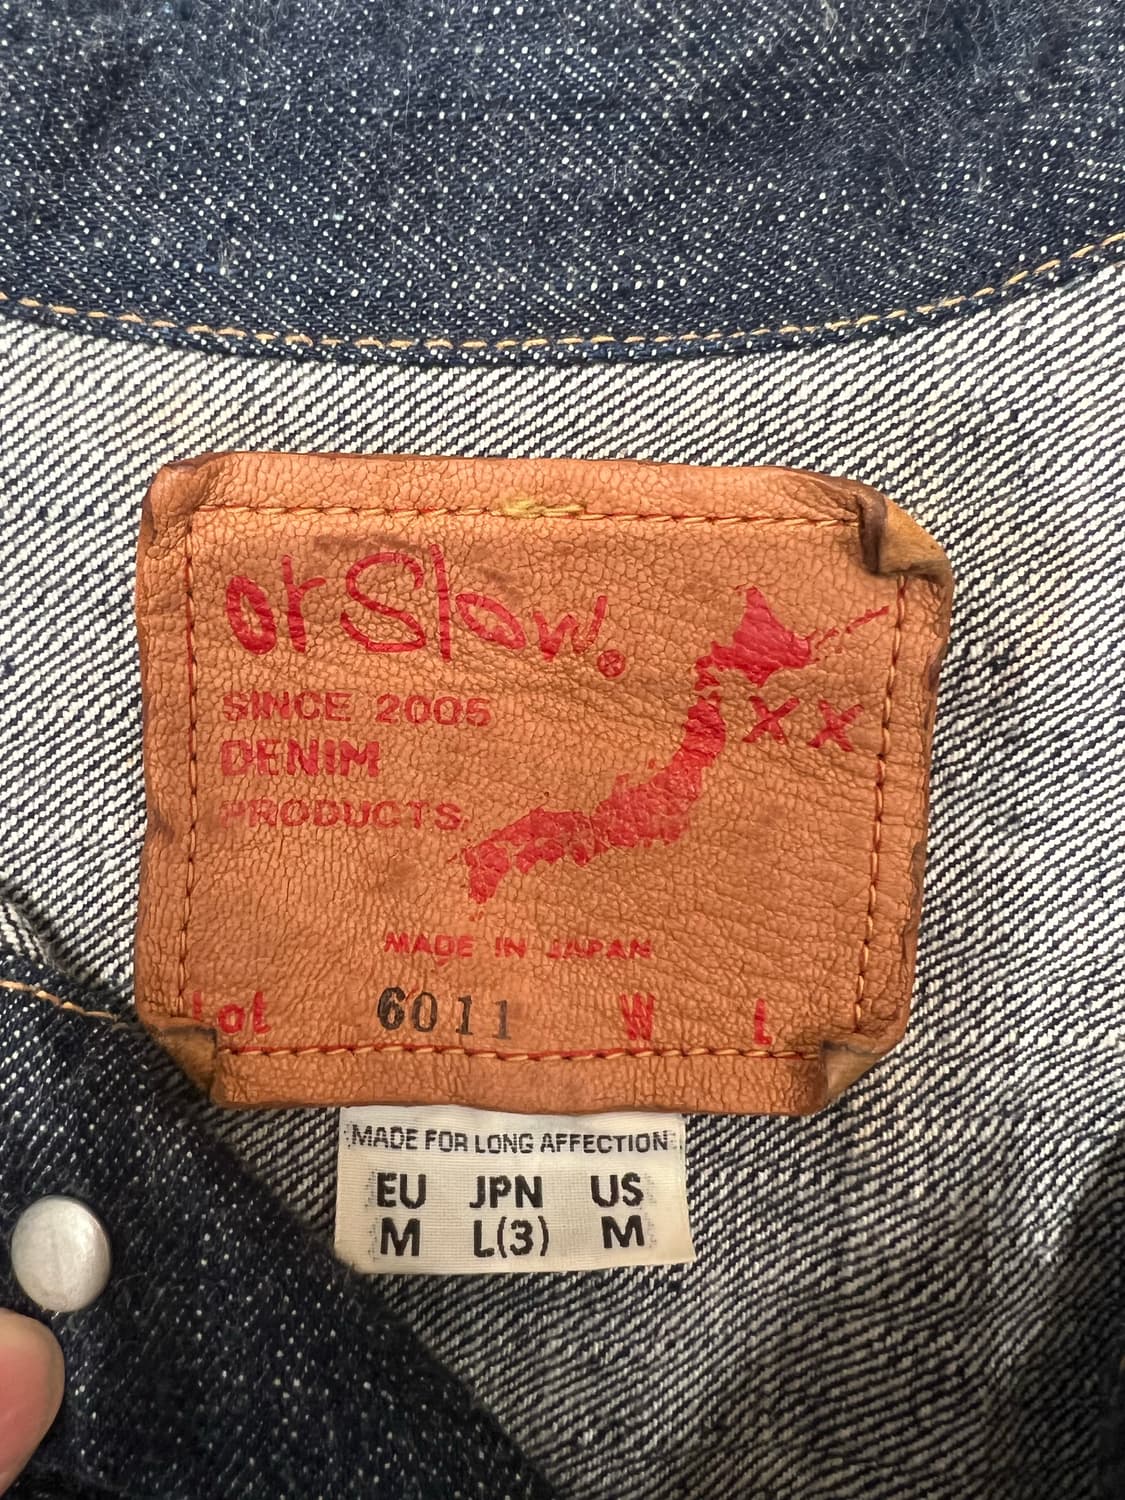 orSlow®
SINCE 2005
DENIM
PRODUCTS.
XX
MADE IN JAPAN
Lot 6011 W L
MADE FOR LONG AFFECTION
EU JPN US
M L(3) M